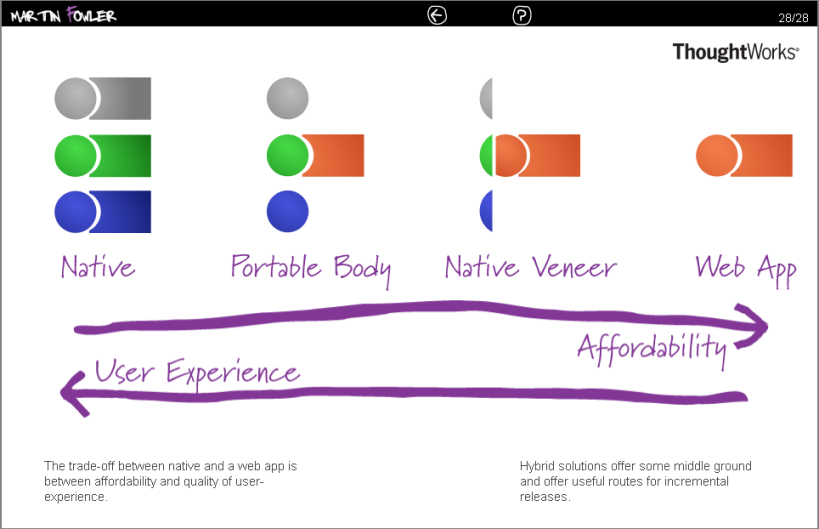 MARTIN FOWLER
28/28
ThoughtWorks®
Native
Portable Body
Native Veneer
Web App
Affordability
User Experience
The trade-off between native and a web app is
between affordability and quality of user-
experience.
Hybrid solutions offer some middle ground
and offer useful routes for incremental
releases.